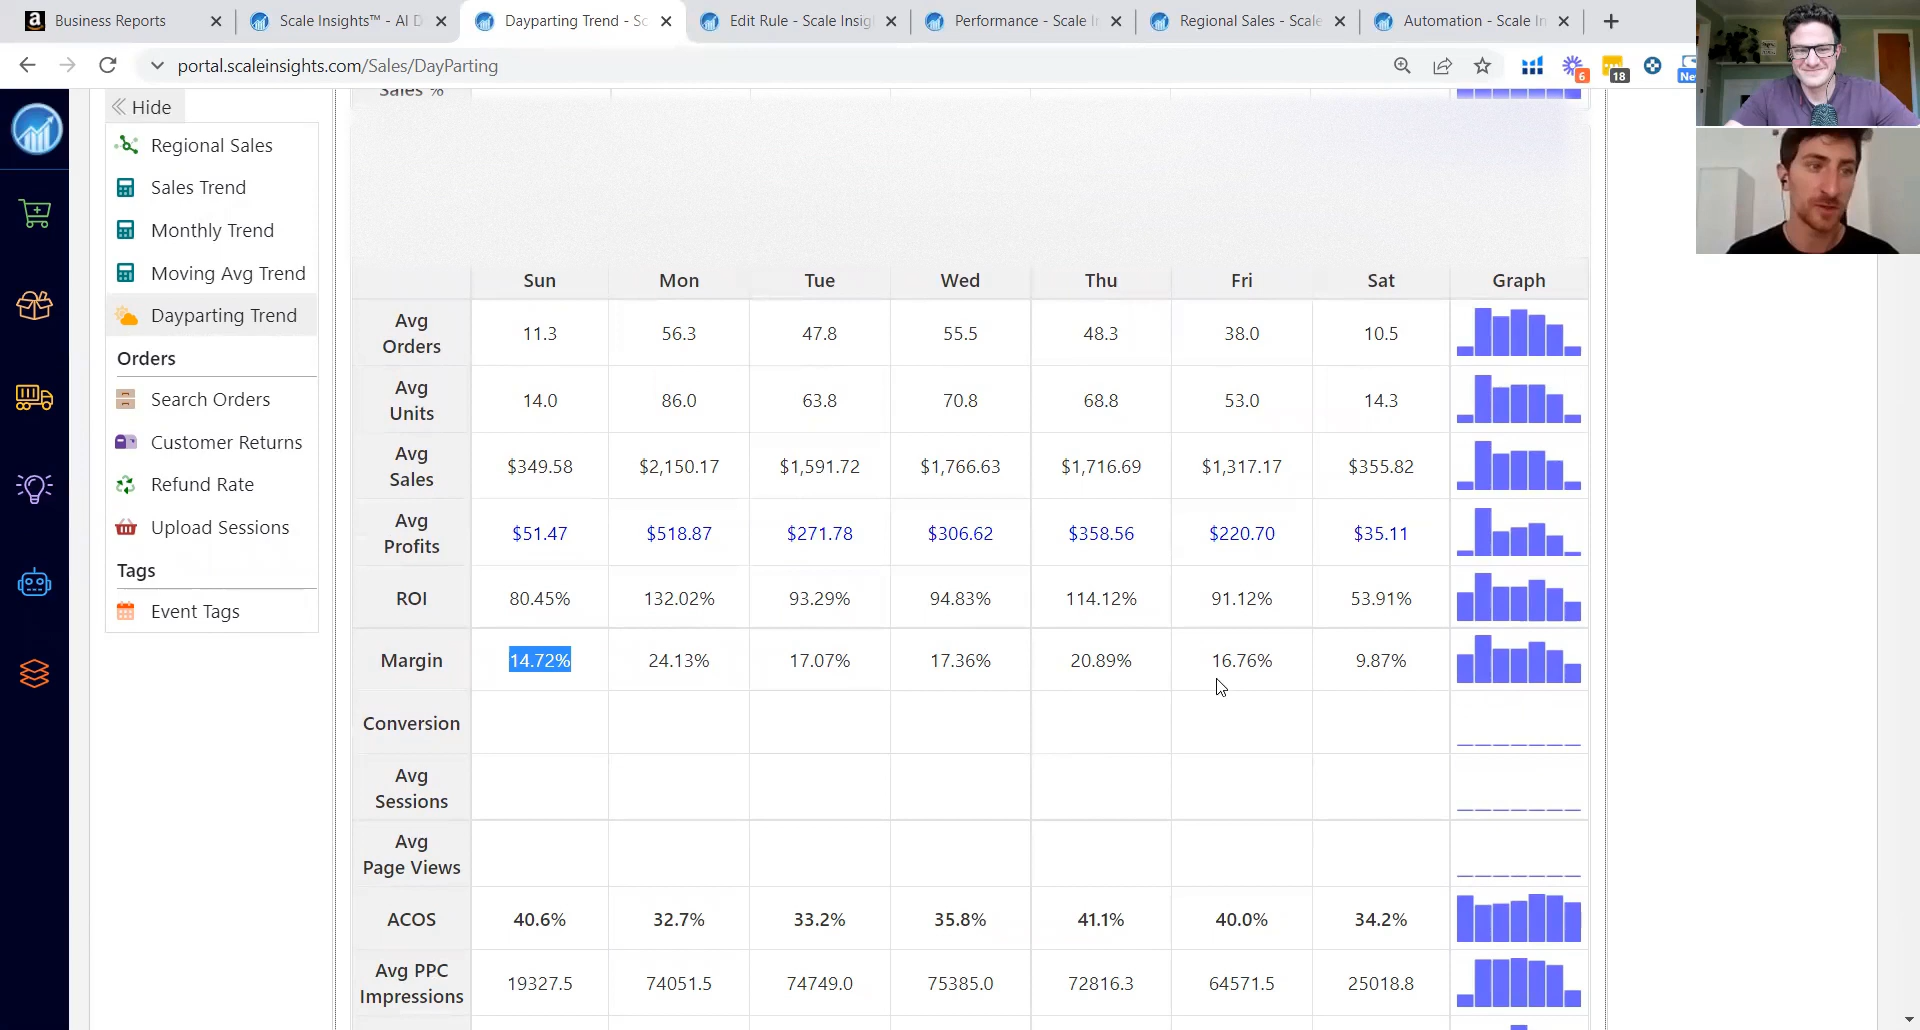 Business Reports
Scale Insights™ - AI D
Dayparting Trend - Sc
Edit Rule - Scale Insig
Performance - Scale I
Regional Sales - Scale
Automation - Scale In
portal.scaleinsights.com/Sales/DayParting
6
18
Ne
Hide
Regional Sales
Sales Trend
Monthly Trend
Moving Avg Trend
Dayparting Trend
Orders
Search Orders
Customer Returns
Refund Rate
Upload Sessions
Tags
Event Tags
Sales %
Sun Mon Tue Wed Thu Fri Sat Graph
Avg Orders 11.3 56.3 47.8 55.5 48.3 38.0 10.5
Avg Units 14.0 86.0 63.8 70.8 68.8 53.0 14.3
Avg Sales $349.58 $2,150.17 $1,591.72 $1,766.63 $1,716.69 $1,317.17 $355.82
Avg Profits $51.47 $518.87 $271.78 $306.62 $358.56 $220.70 $35.11
ROI 80.45% 132.02% 93.29% 94.83% 114.12% 91.12% 53.91%
Margin 14.72% 24.13% 17.07% 17.36% 20.89% 16.76% 9.87%
Conversion
Avg Sessions
Avg Page Views
ACOS 40.6% 32.7% 33.2% 35.8% 41.1% 40.0% 34.2%
Avg PPC Impressions 19327.5 74051.5 74749.0 75385.0 72816.3 64571.5 25018.8